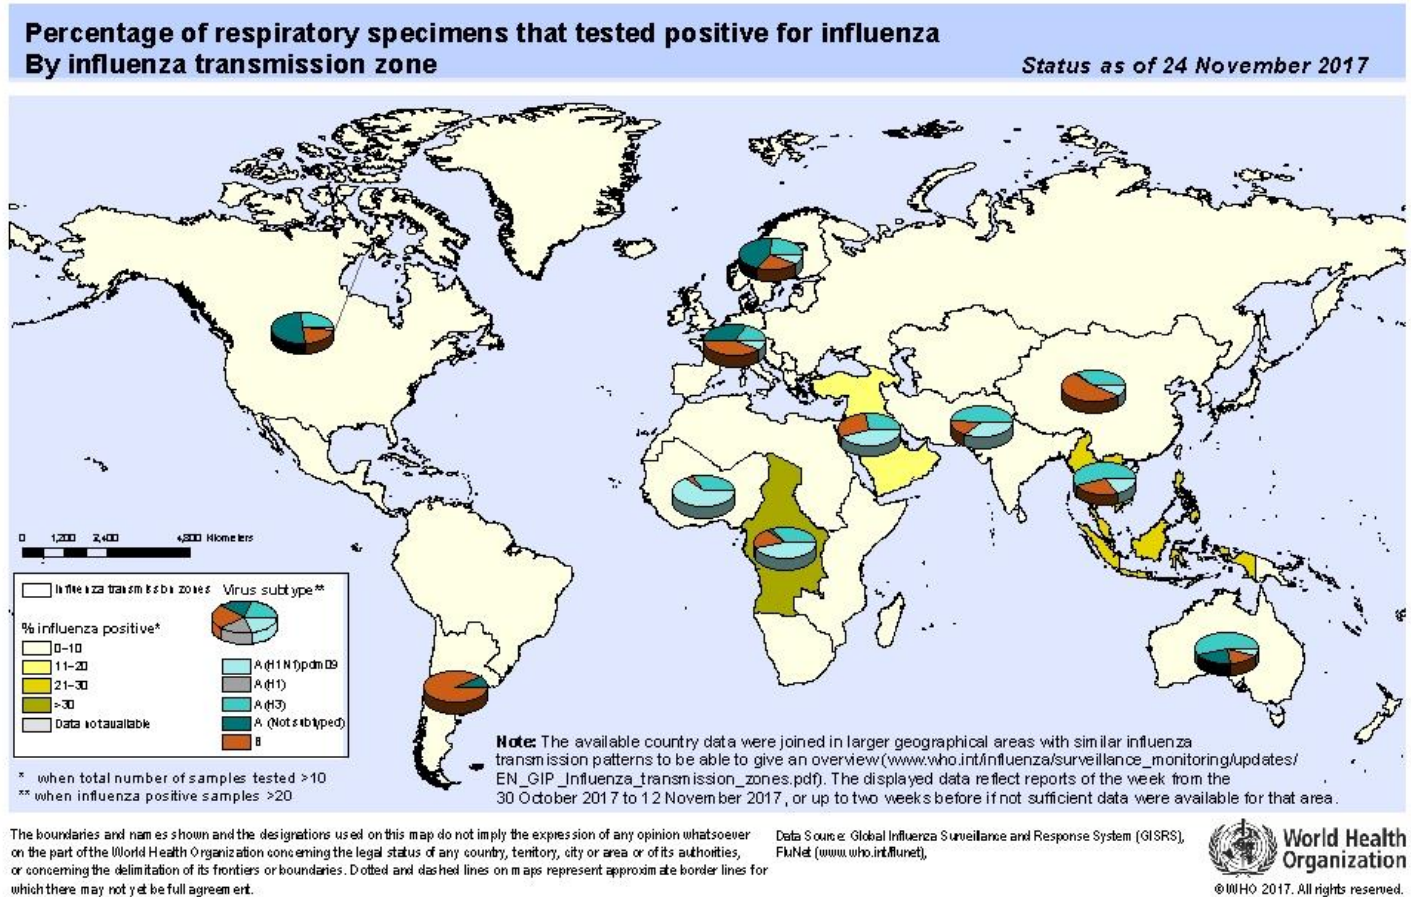 Percentage of respiratory specimens that tested positive for influenza
By influenza transmission zone
Status as of 24 November 2017
0 1,200 2,400 4,800 Kilometers
Influenza transmission zones
Virus subtype**
% influenza positive*
0-10
11-20
21-30
>30
Data not available
A(H1N1)pdm09
A(H1)
A(H3)
A (Not subtyped)
B
* when total number of samples tested >10
** when influenza positive samples >20
Note: The available country data were joined in larger geographical areas with similar influenza
transmission patterns to be able to give an overview (www.who.int/influenza/surveillance_monitoring/updates/
EN_GIP_Influenza_transmission_zones.pdf). The displayed data reflect reports of the week from the
30 October 2017 to 12 November 2017, or up to two weeks before if not sufficient data were available for that area.
The boundaries and names shown and the designations used on this map do not imply the expression of any opinion whatsoever
on the part of the World Health Organization concerning the legal status of any country, territory, city or area or of its authorities,
or concerning the delimitation of its frontiers or boundaries. Dotted and dashed lines on maps represent approximate border lines for
which there may not yet be full agreement.
Data Source: Global Influenza Surveillance and Response System (GISRS),
FluNet (www.who.int/flunet),
World Health
Organization
©WHO 2017. All rights reserved.